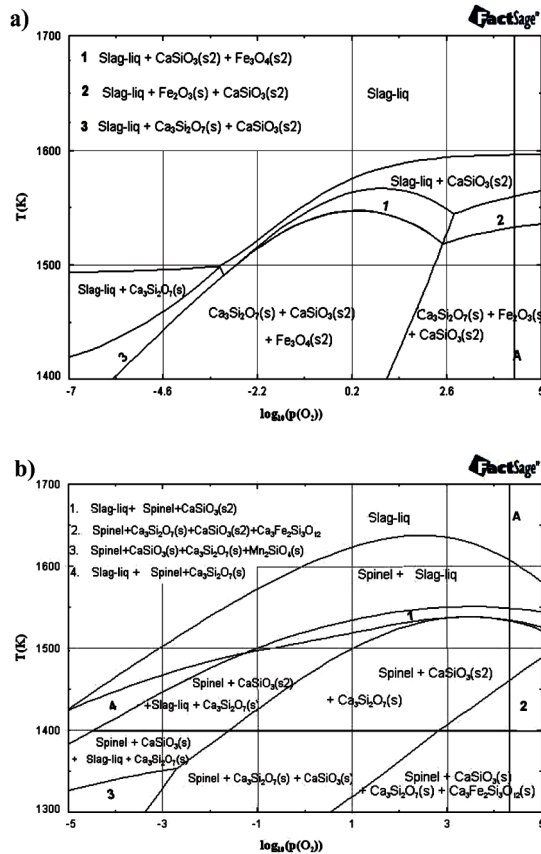 a)
FactSage™
1700
1 Slag-liq + CaSiO₃(s2) + Fe₃O₄(s2)
2 Slag-liq + Fe₂O₃(s) + CaSiO₃(s2)
Slag-liq
3 Slag-liq + Ca₃Si₂O₇(s) + CaSiO₃(s2)
1600
T(K)
Slag-liq + CaSiO₃(s2)
1
2
1500
Slag-liq + Ca₃Si₂O₇(s)
Ca₃Si₂O₇(s) + CaSiO₃(s2)
+ Fe₃O₄(s2)
Ca₃Si₂O₇(s) + Fe₂O₃(s)
+ CaSiO₃(s2)
3
A
1400
-7 -4.6 -2.2 0.2 2.6 5
log₁₀(p(O₂))
b)
FactSage™
1700
1. Slag-liq+ Spinel+CaSiO₃(s2)
Slag-liq
A
2. Spinel+Ca₃Si₂O₇(s)+CaSiO₃(s2)+Ca₃Fe₂Si₃O₁₂
3. Spinel+CaSiO₃(s)+Ca₃Si₂O₇(s)+Mn₂SiO₄(s)
4. Slag-liq + Spinel+Ca₃Si₂O₇(s)
1600
Spinel + Slag-liq
T(K)
1
1500
Spinel + CaSiO₃(s2)
+Slag-liq + Ca₃Si₂O₇(s)
4
Spinel + CaSiO₃(s2)
+ Ca₃Si₂O₇(s)
2
1400
Spinel + CaSiO₃(s)
+ Slag-liq + Ca₃Si₂O₇(s)
3
Spinel + Ca₃Si₂O₇(s) + CaSiO₃(s)
Spinel + CaSiO₃(s)
+ Ca₃Si₂O₇(s) + Ca₃Fe₂Si₃O₁₂(s)
1300
-5 -3 -1 1 3 5
log₁₀(p(O₂))